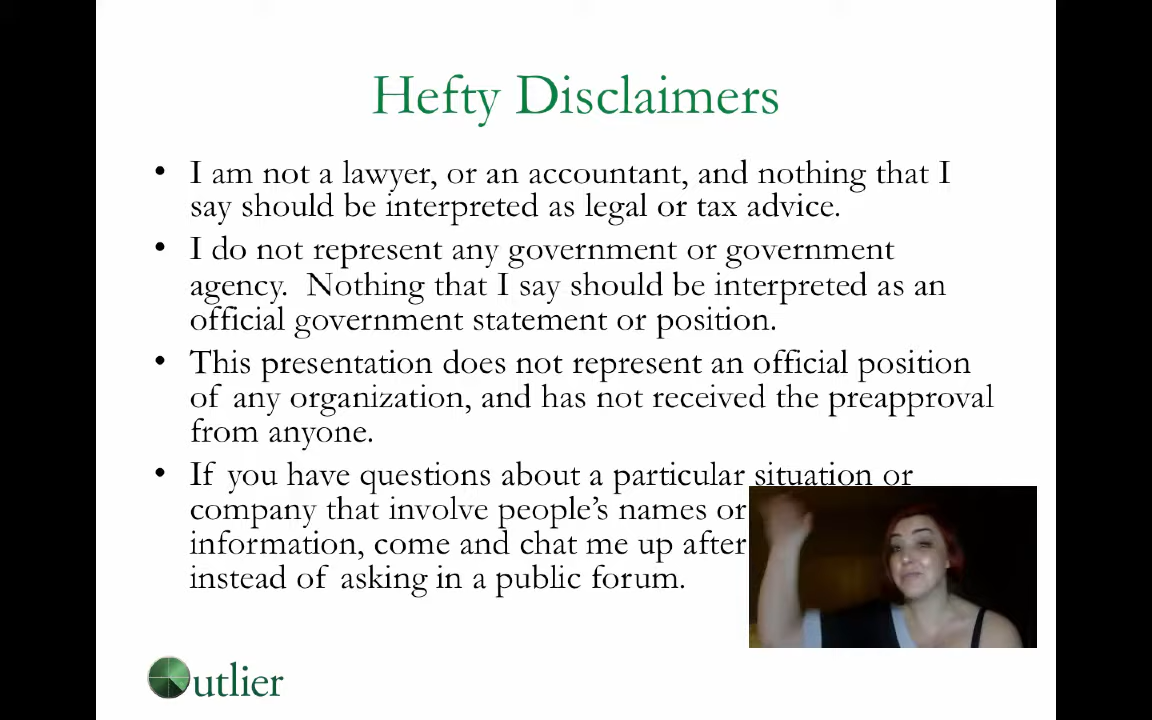 Hefty Disclaimers
• I am not a lawyer, or an accountant, and nothing that I
say should be interpreted as legal or tax advice.
• I do not represent any government or government
agency.  Nothing that I say should be interpreted as an
official government statement or position.
• This presentation does not represent an official position
of any organization, and has not received the preapproval
from anyone.
• If you have questions about a particular situation or
company that involve people’s names or
information, come and chat me up after
instead of asking in a public forum.
Outlier